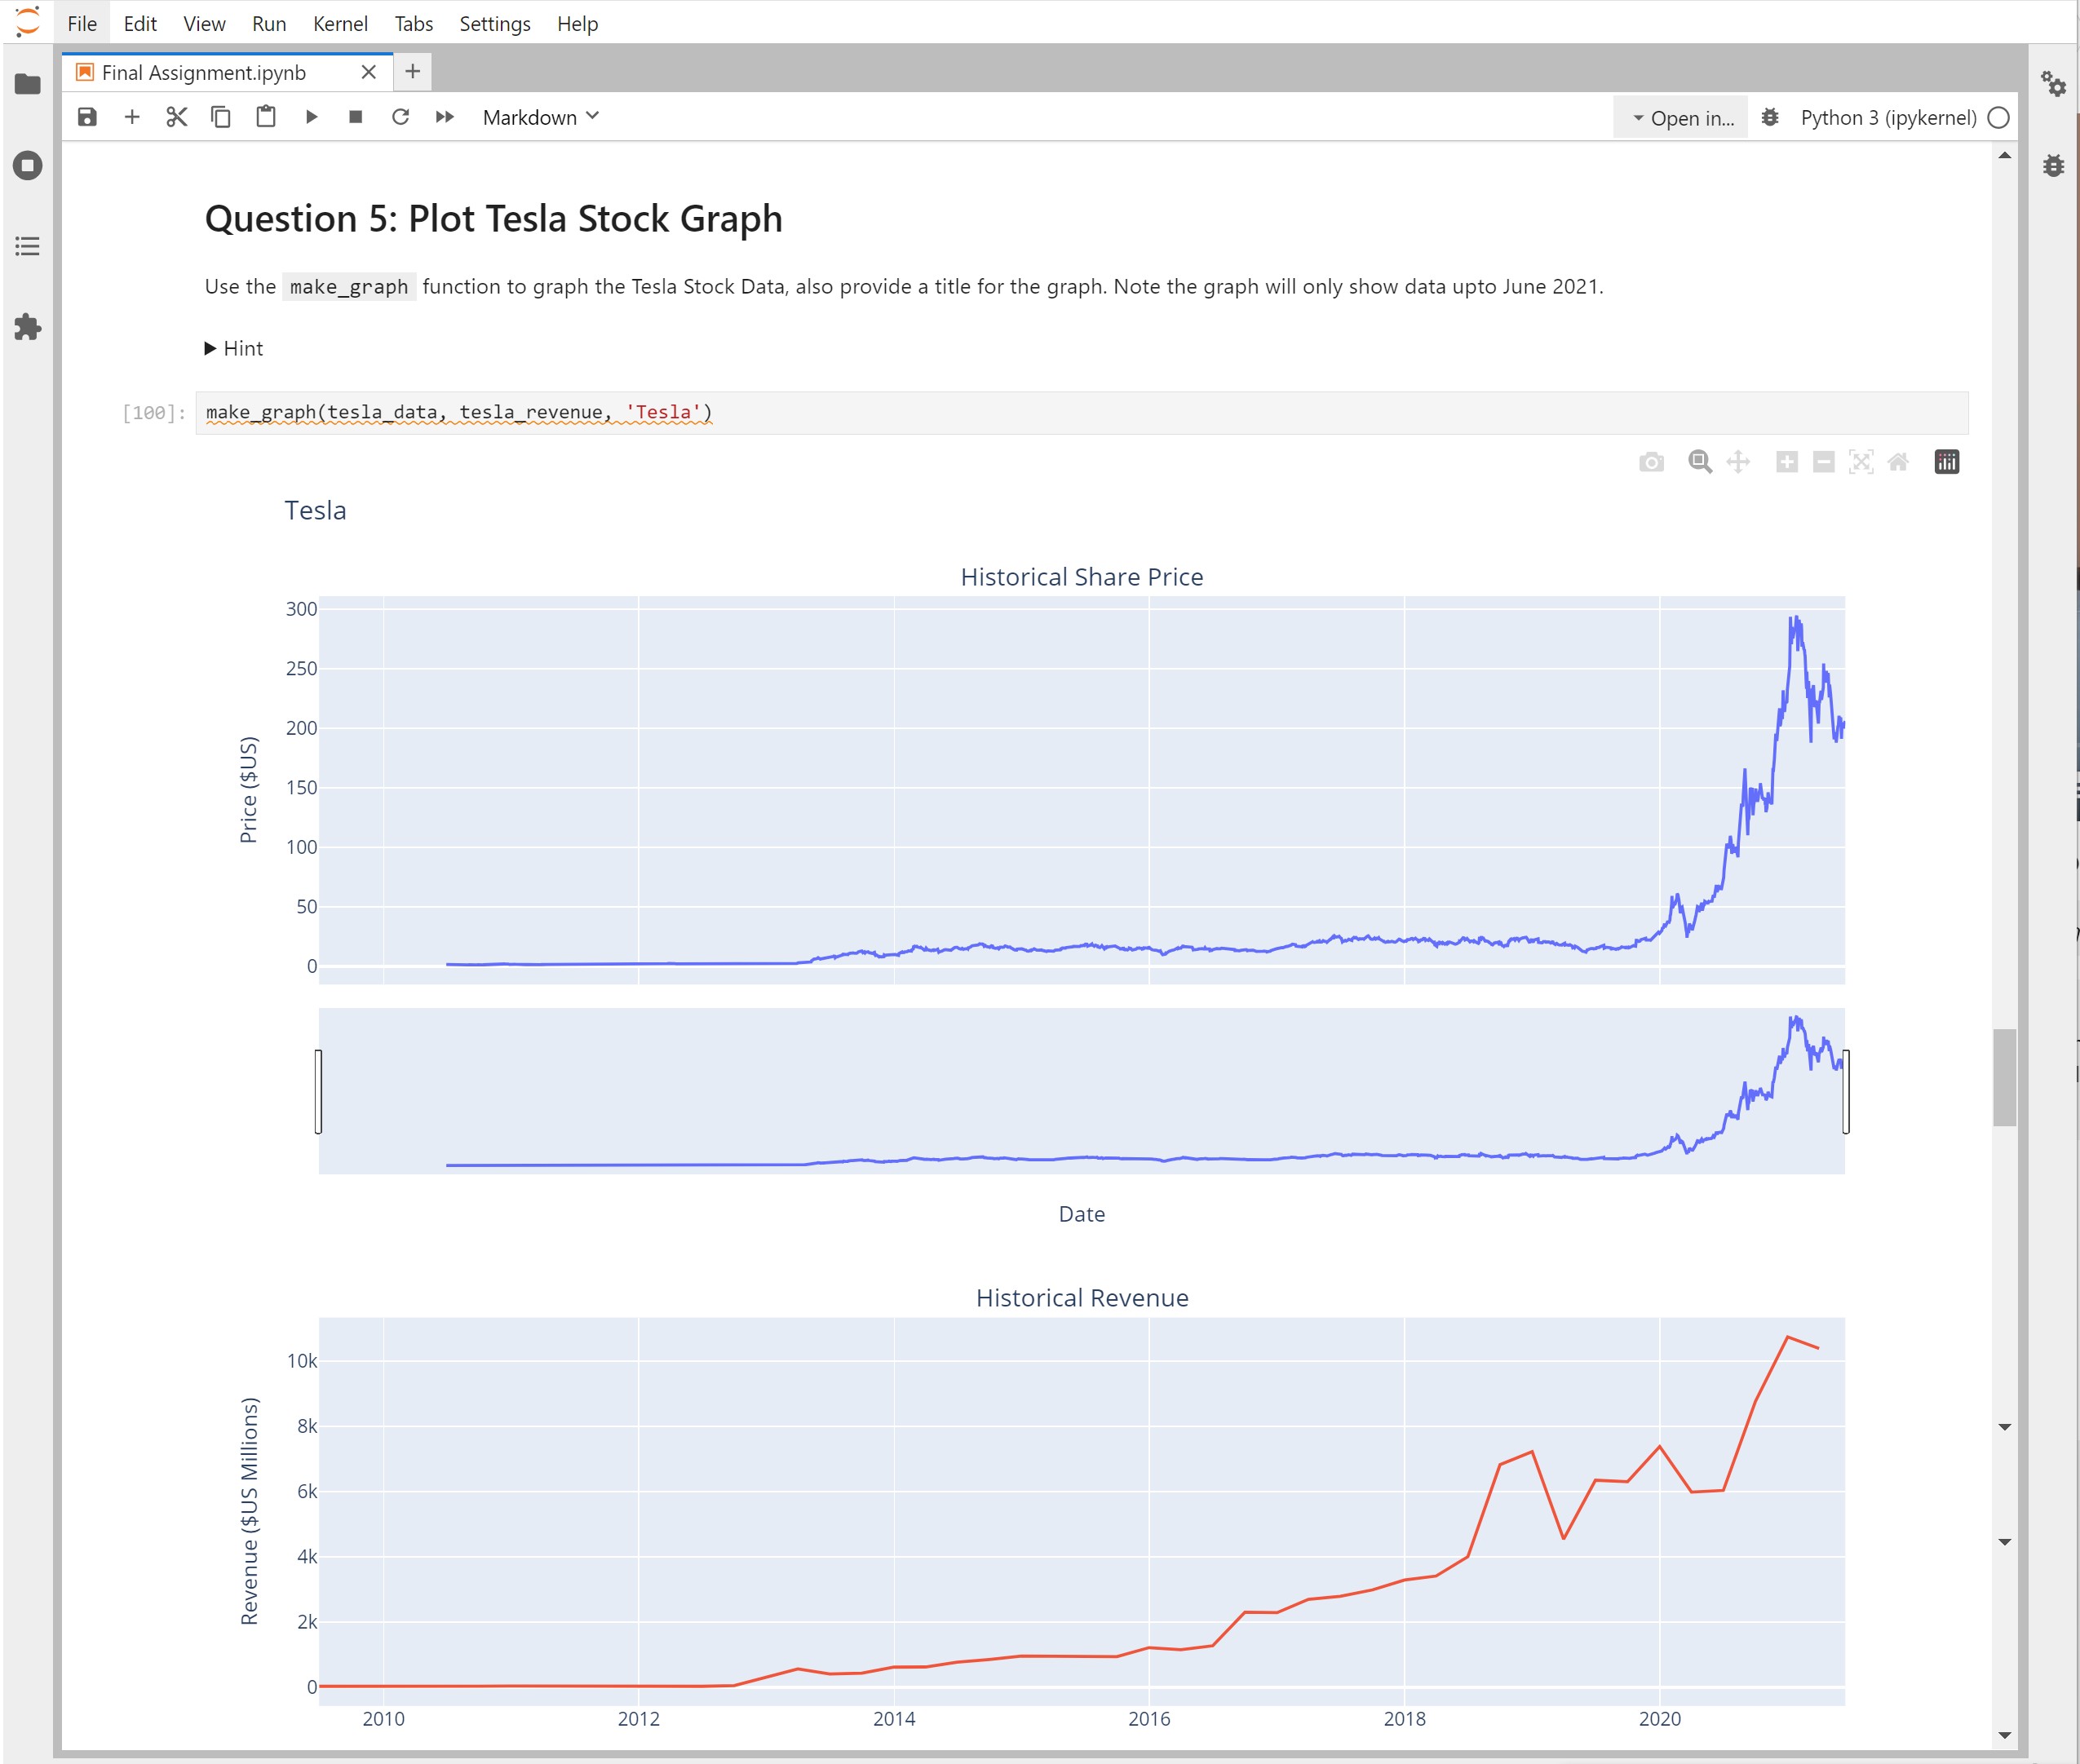 File Edit View Run Kernel Tabs Settings Help
Final Assignment.ipynb
Markdown
Open in...
Python 3 (ipykernel)
Question 5: Plot Tesla Stock Graph
Use the make_graph function to graph the Tesla Stock Data, also provide a title for the graph. Note the graph will only show data upto June 2021.
Hint
[100]: make_graph(tesla_data, tesla_revenue, 'Tesla')
Tesla
Historical Share Price
300
250
200
150
100
50
0
Price ($US)
Date
Historical Revenue
10k
8k
6k
4k
2k
0
Revenue ($US Millions)
2010 2012 2014 2016 2018 2020